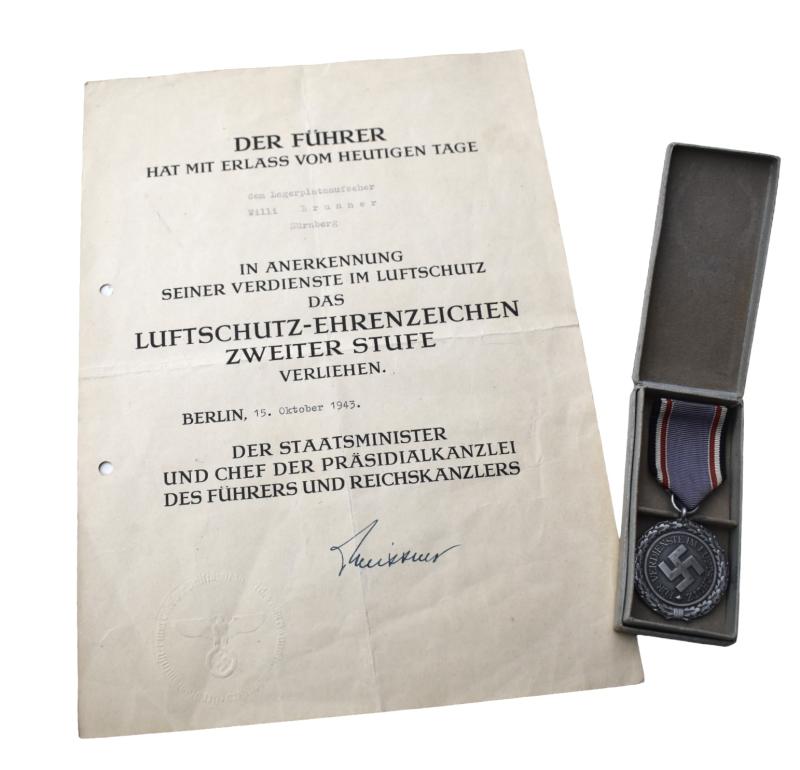 DER FÜHRER
HAT MIT ERLASS VOM HEUTIGEN TAGE
dem Lagerplatzaufseher
Willi Brunner
Nürnberg
IN ANERKENNUNG
SEINER VERDIENSTE IM LUFTSCHUTZ
DAS
LUFTSCHUTZ-EHRENZEICHEN
ZWEITER STUFE
VERLIEHEN.
BERLIN, 15. Oktober 1943.
DER STAATSMINISTER
UND CHEF DER PRÄSIDIALKANZLEI
DES FÜHRERS UND REICHSKANZLERS
Meissner
VERDIENSTE IM